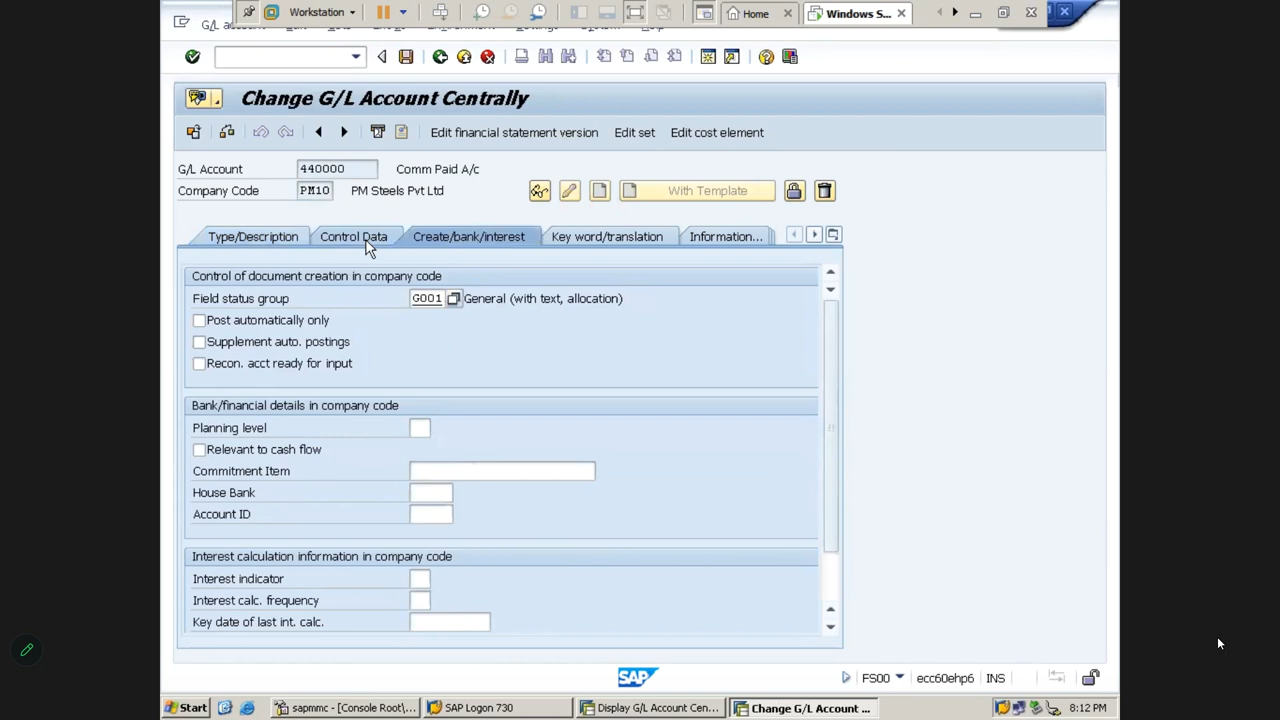 Workstation
Home
Windows S...
G/L ac
Change G/L Account Centrally
Edit financial statement version Edit set Edit cost element
G/L Account 440000 Comm Paid A/c
Company Code PM10 PM Steels Pvt Ltd
With Template
Type/Description Control Data Create/bank/interest Key word/translation Information...
Control of document creation in company code
Field status group G001 General (with text, allocation)
Post automatically only
Supplement auto. postings
Recon. acct ready for input
Bank/financial details in company code
Planning level
Relevant to cash flow
Commitment Item
House Bank
Account ID
Interest calculation information in company code
Interest indicator
Interest calc. frequency
Key date of last int. calc.
SAP FS00 ecc60ehp6 INS
Start sapmmc - [Console Root\... SAP Logon 730 Display G/L Account Cen... Change G/L Account ... 8:12 PM